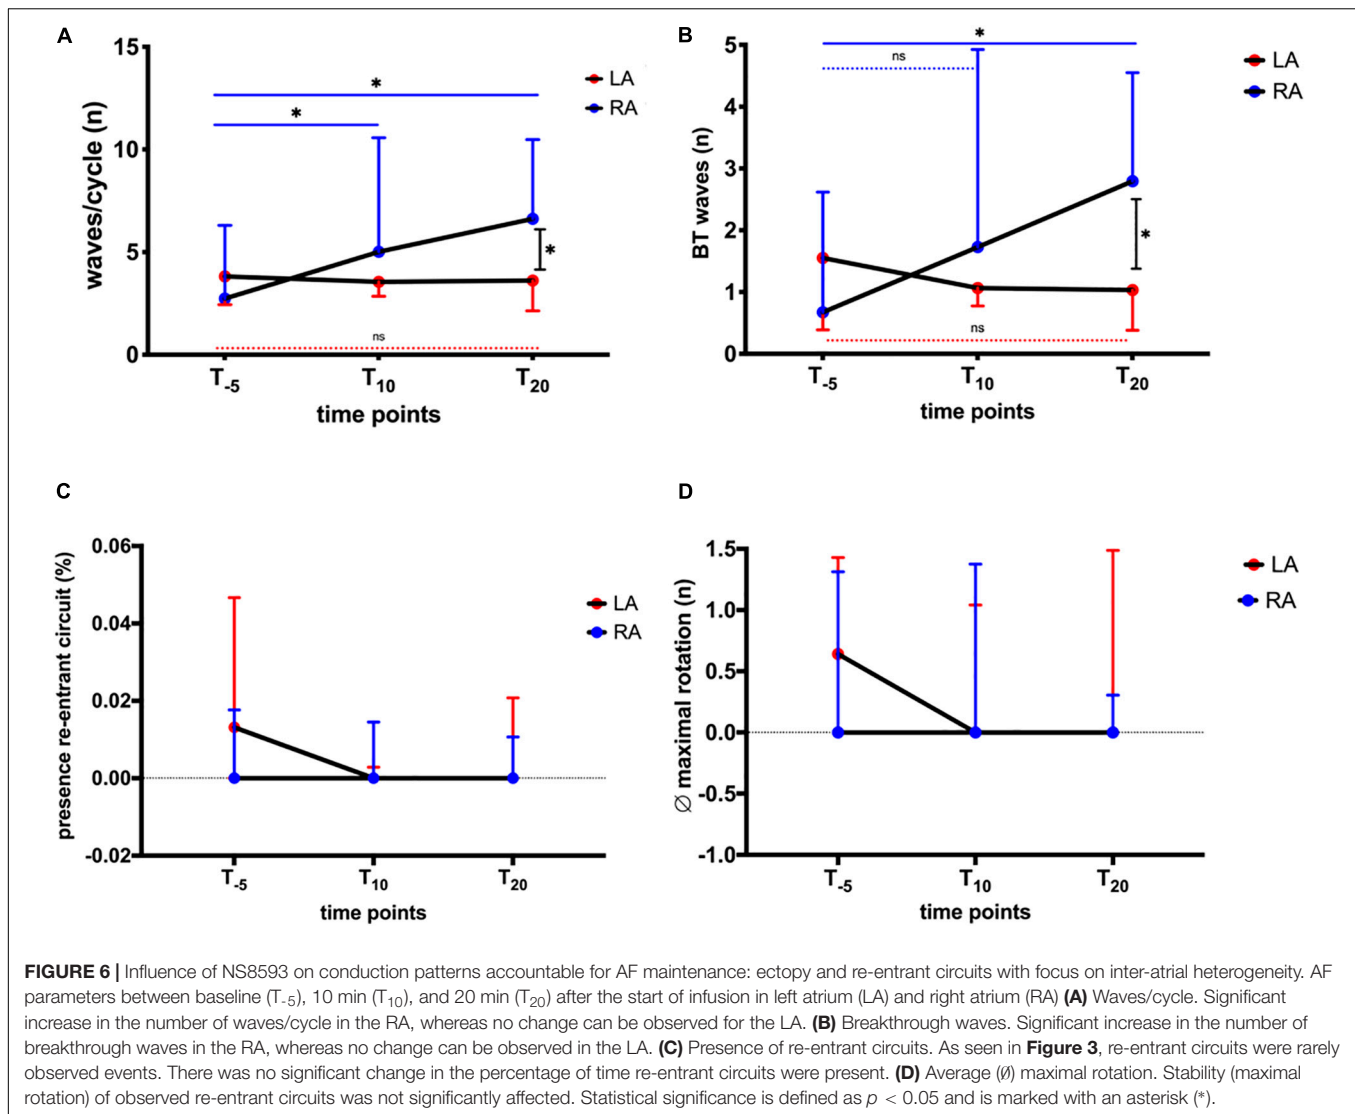 A
waves/cycle (n)
15
10
5
0
*
*
*
ns
LA
RA
T-5 T10 T20
time points
B
BT waves (n)
5
4
3
2
1
0
*
ns
*
ns
LA
RA
T-5 T10 T20
time points
C
presence re-entrant circuit (%)
0.06
0.04
0.02
0.00
-0.02
LA
RA
T-5 T10 T20
time points
D
Ø maximal rotation (n)
1.5
1.0
0.5
0.0
-0.5
-1.0
LA
RA
T-5 T10 T20
time points
FIGURE 6 | Influence of NS8593 on conduction patterns accountable for AF maintenance: ectopy and re-entrant circuits with focus on inter-atrial heterogeneity. AF
parameters between baseline (T-5), 10 min (T10), and 20 min (T20) after the start of infusion in left atrium (LA) and right atrium (RA) (A) Waves/cycle. Significant
increase in the number of waves/cycle in the RA, whereas no change can be observed for the LA. (B) Breakthrough waves. Significant increase in the number of
breakthrough waves in the RA, whereas no change can be observed in the LA. (C) Presence of re-entrant circuits. As seen in Figure 3, re-entrant circuits were rarely
observed events. There was no significant change in the percentage of time re-entrant circuits were present. (D) Average (Ø) maximal rotation. Stability (maximal
rotation) of observed re-entrant circuits was not significantly affected. Statistical significance is defined as p < 0.05 and is marked with an asterisk (*).